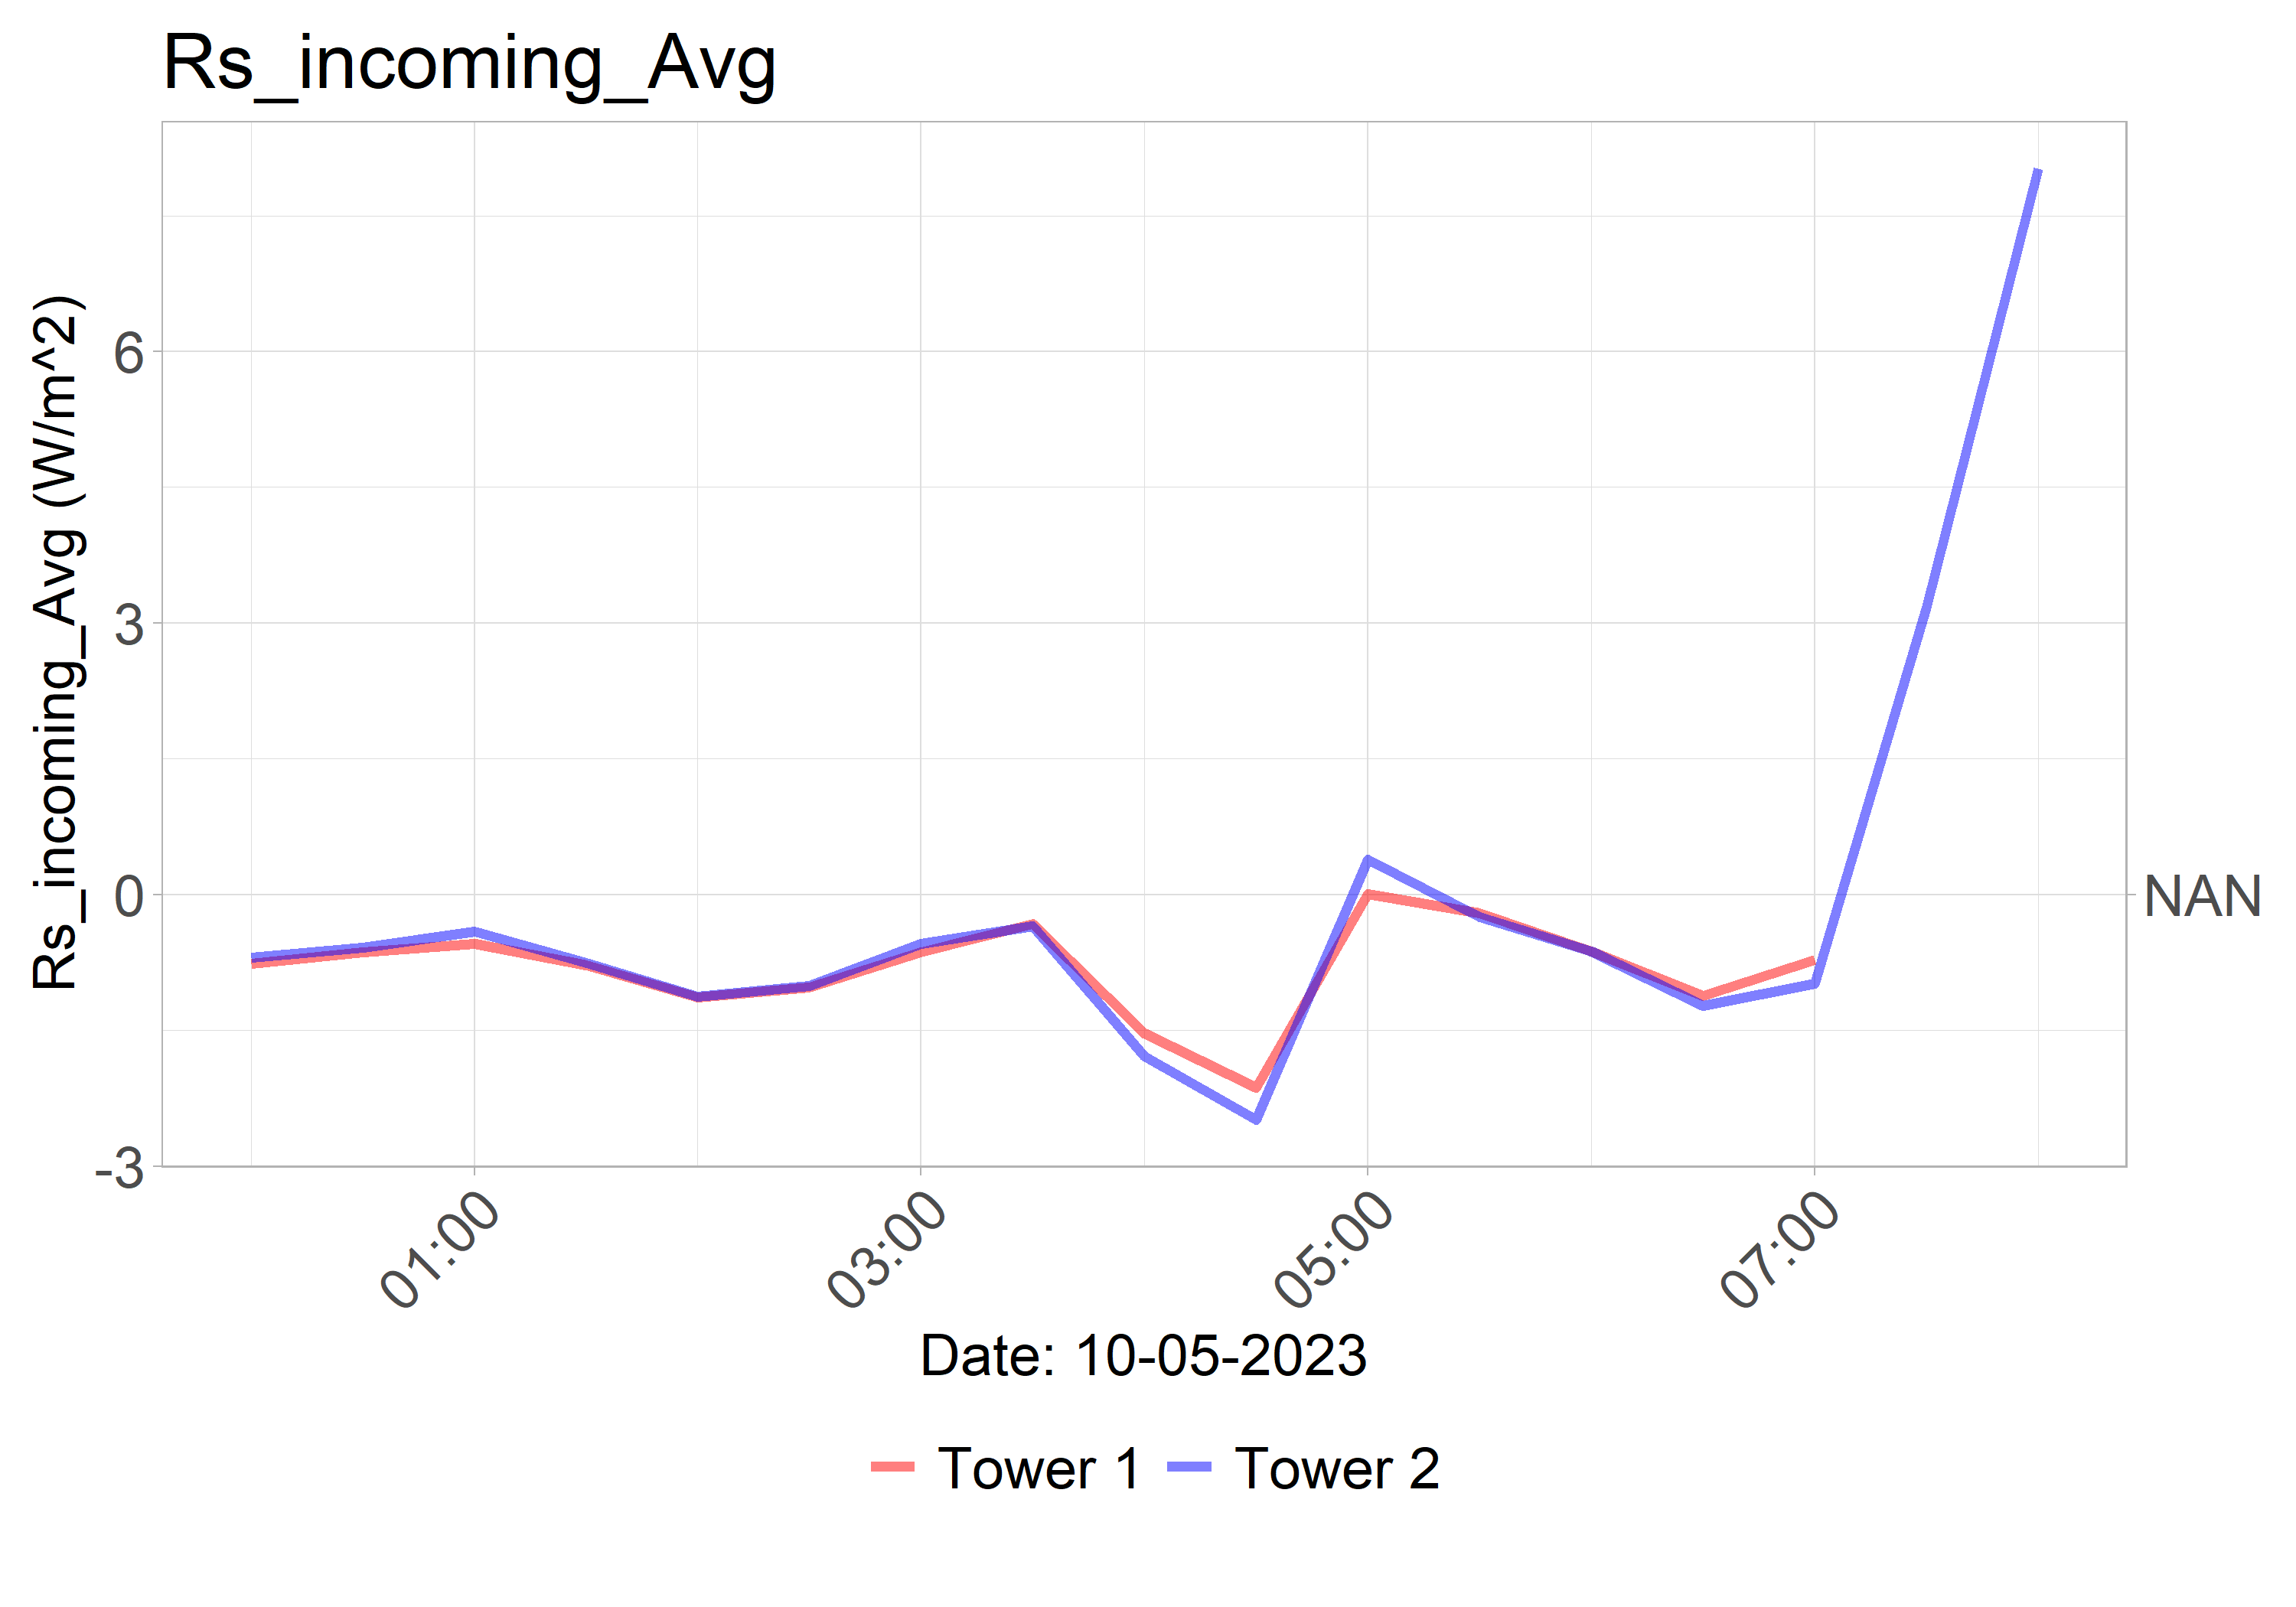 Rs_incoming_Avg
Rs_incoming_Avg (W/m^2)
6
3
0
-3
NAN
01:00
03:00
05:00
07:00
Date: 10-05-2023
Tower 1
Tower 2